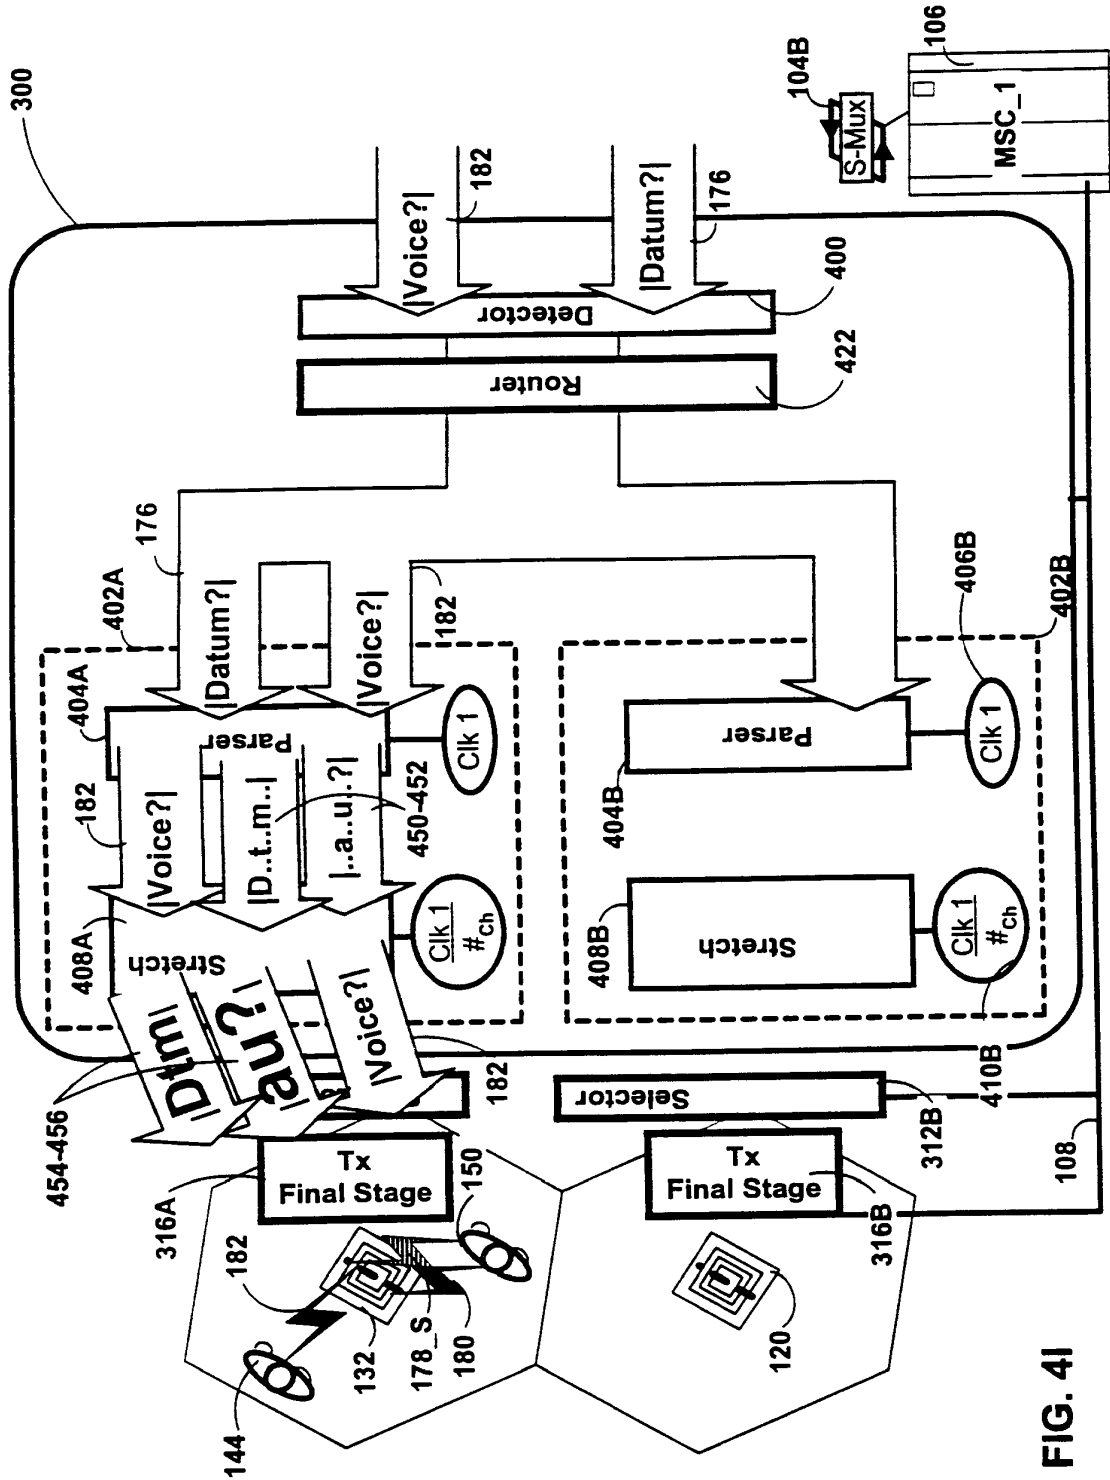 300
104B
S-Mux
106
MSC_1
|Voice?|
182
|Datum?|
176
400
Detector
422
Router
176
402A
|Datum?|
|Voice?|
182
404A
Parser
Clk 1
406B
402B
Parser
Clk 1
404B
182
|Voice?|
|D..t..m..|
|..a..u..?|
450-452
408A
Stretch
Clk 1
#Ch
408B
Stretch
Clk 1
#Ch
410B
454-456
|Dtm|
|au?|
|Voice?|
182
Selector
312B
108
316A
Tx
Final Stage
150
Tx
Final Stage
316B
182
132
178_S
180
144
120
FIG. 4I